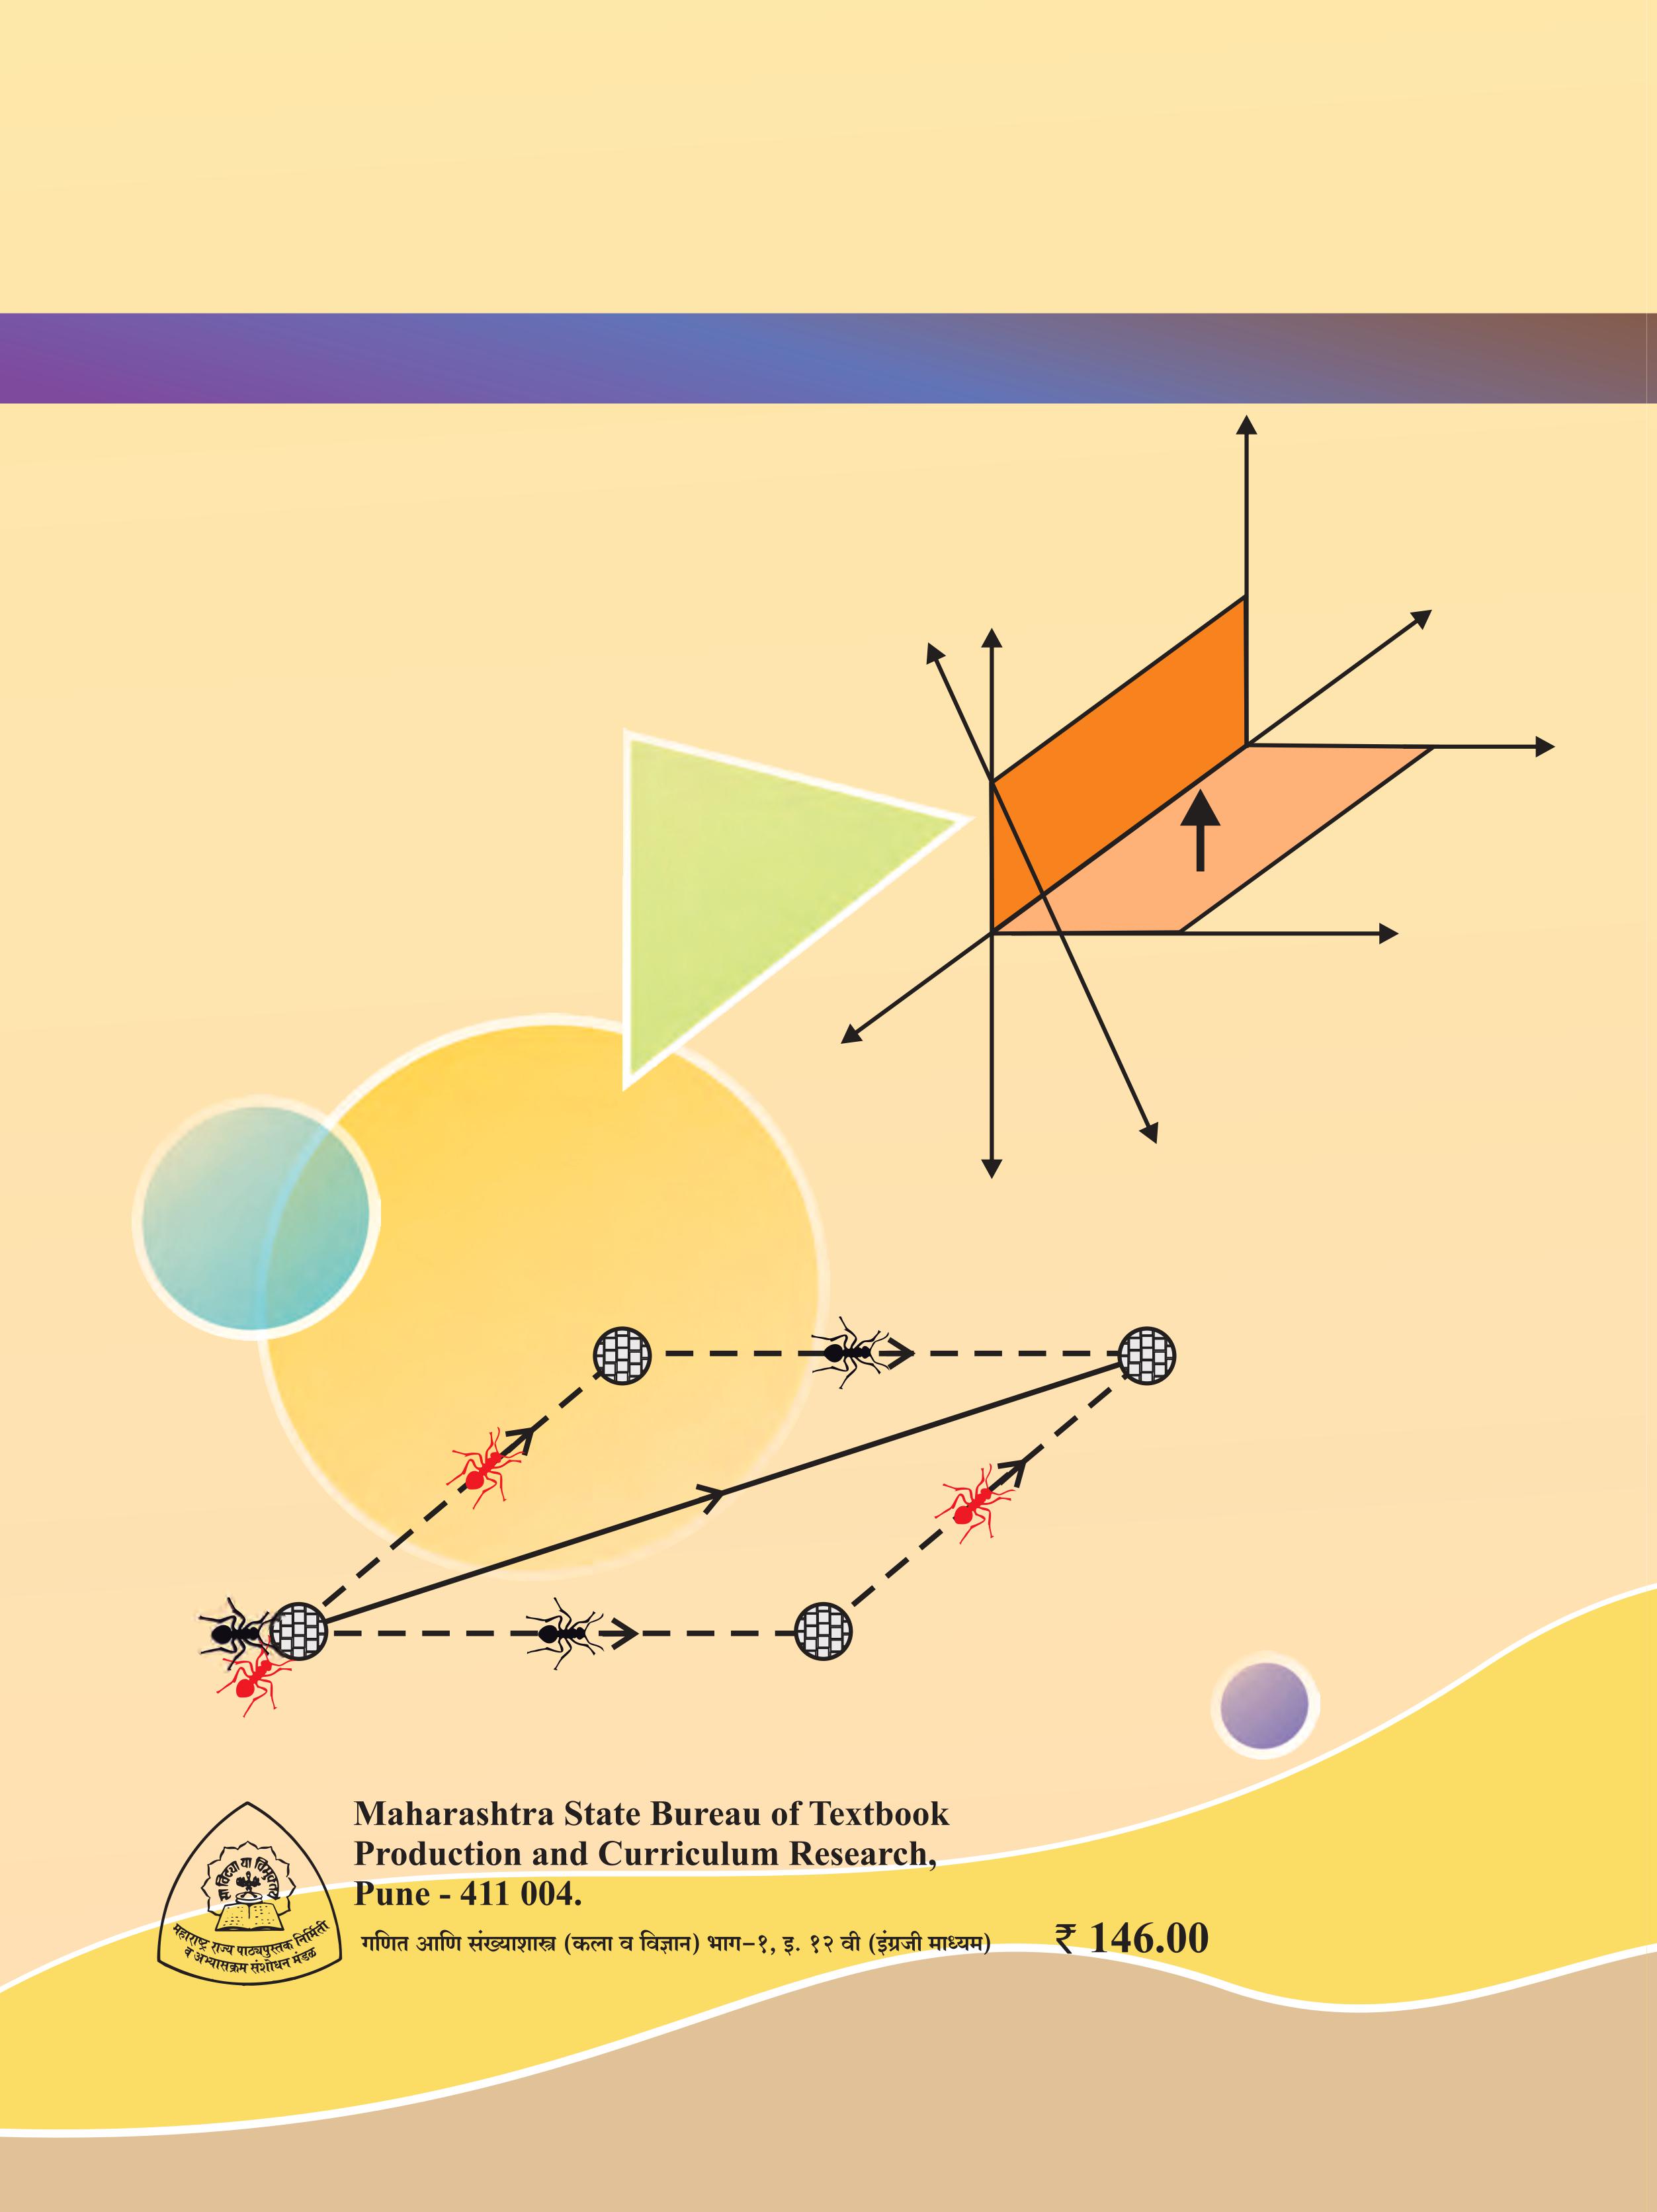 Maharashtra State Bureau of Textbook
Production and Curriculum Research,
Pune - 411 004.
गणित आणि संख्याशास्त्र (कला व विज्ञान) भाग-१, इ. १२ वी (इंग्रजी माध्यम) ₹ 146.00
या विद्या या विमुक्तये
महाराष्ट्र राज्य पाठ्यपुस्तक निर्मिती
व अभ्यासक्रम संशोधन मंडळ